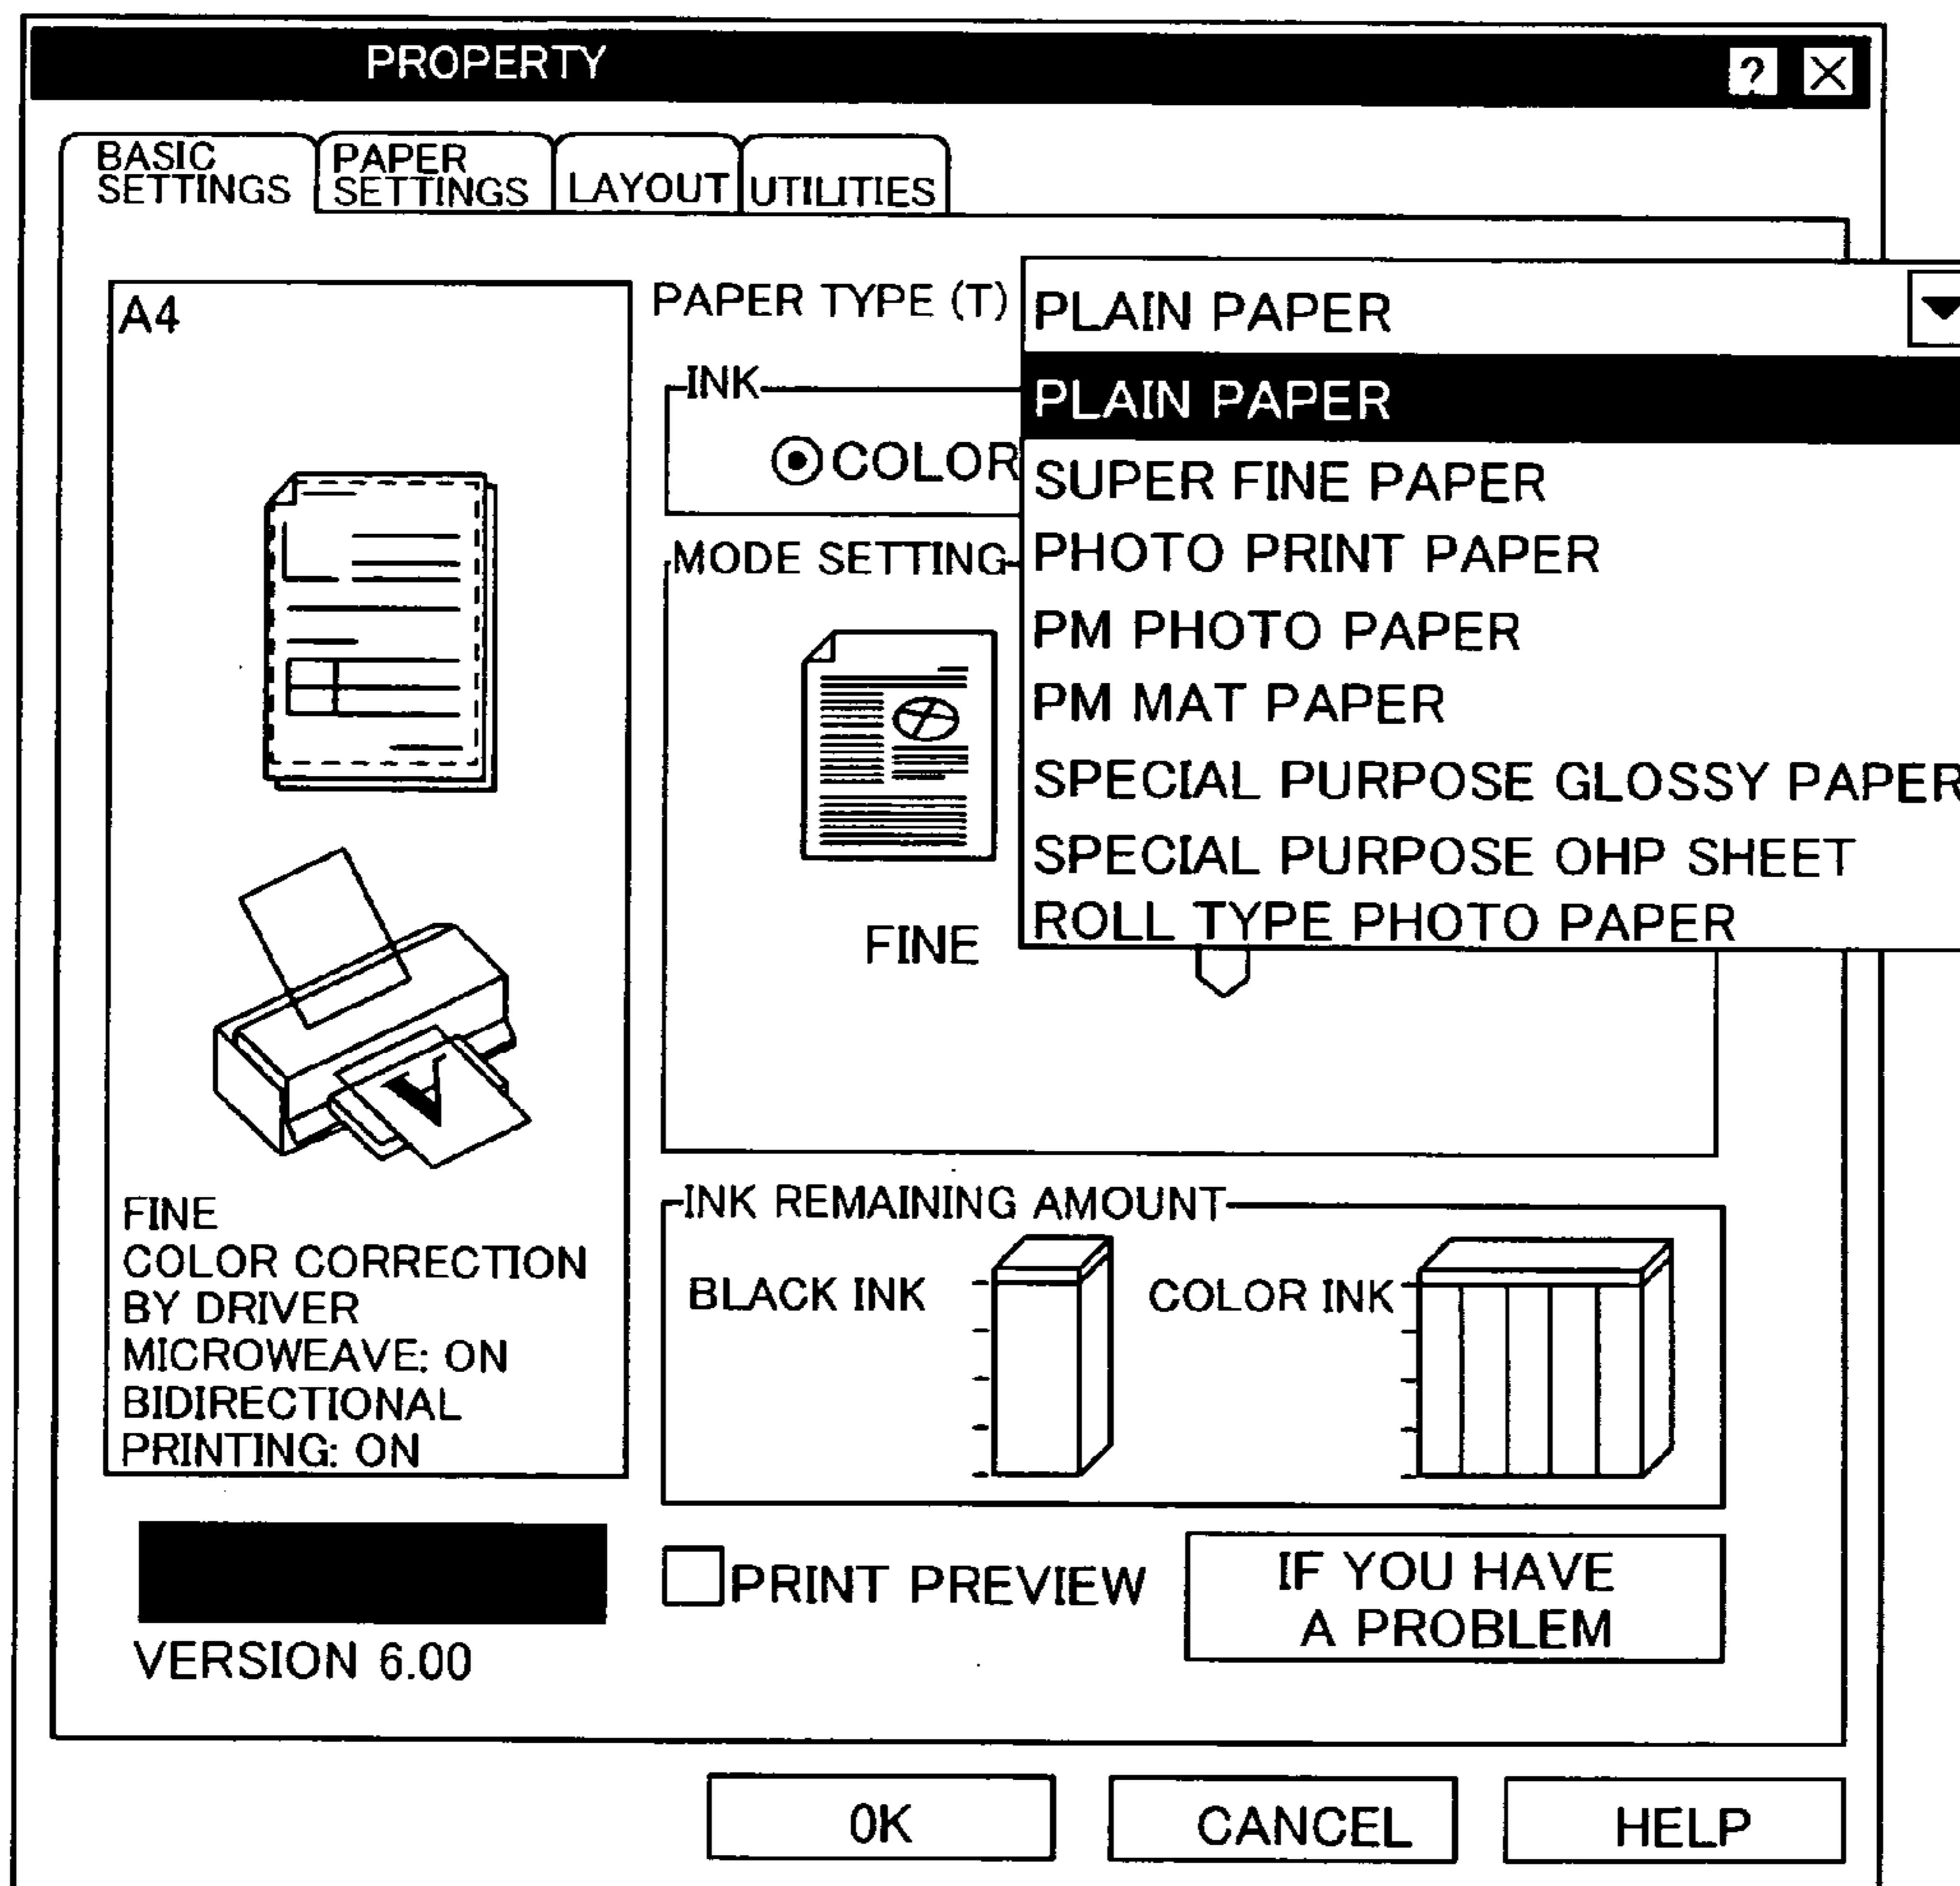 PROPERTY
?
BASIC
SETTINGS
PAPER
SETTINGS
LAYOUT
UTILITIES
A4
PAPER TYPE (T)
PLAIN PAPER
PLAIN PAPER
SUPER FINE PAPER
PHOTO PRINT PAPER
PM PHOTO PAPER
PM MAT PAPER
SPECIAL PURPOSE GLOSSY PAPER
SPECIAL PURPOSE OHP SHEET
ROLL TYPE PHOTO PAPER
INK
COLOR
MODE SETTING
FINE
A
FINE
COLOR CORRECTION
BY DRIVER
MICROWEAVE: ON
BIDIRECTIONAL
PRINTING: ON
INK REMAINING AMOUNT
BLACK INK
COLOR INK
VERSION 6.00
PRINT PREVIEW
IF YOU HAVE
A PROBLEM
OK
CANCEL
HELP